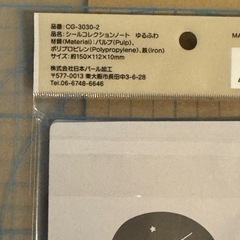 品番: CG-3030-2
品名: シールコレクションノート ゆるふわ
材質(Material): パルプ(Pulp)、
ポリプロピレン(Polypropylene)、鉄(Iron)
サイズ: 約150×112×10mm
株式会社日本パール加工
〒577-0013 東大阪市長田中3-6-28
Tel. 06-6748-6646
MA